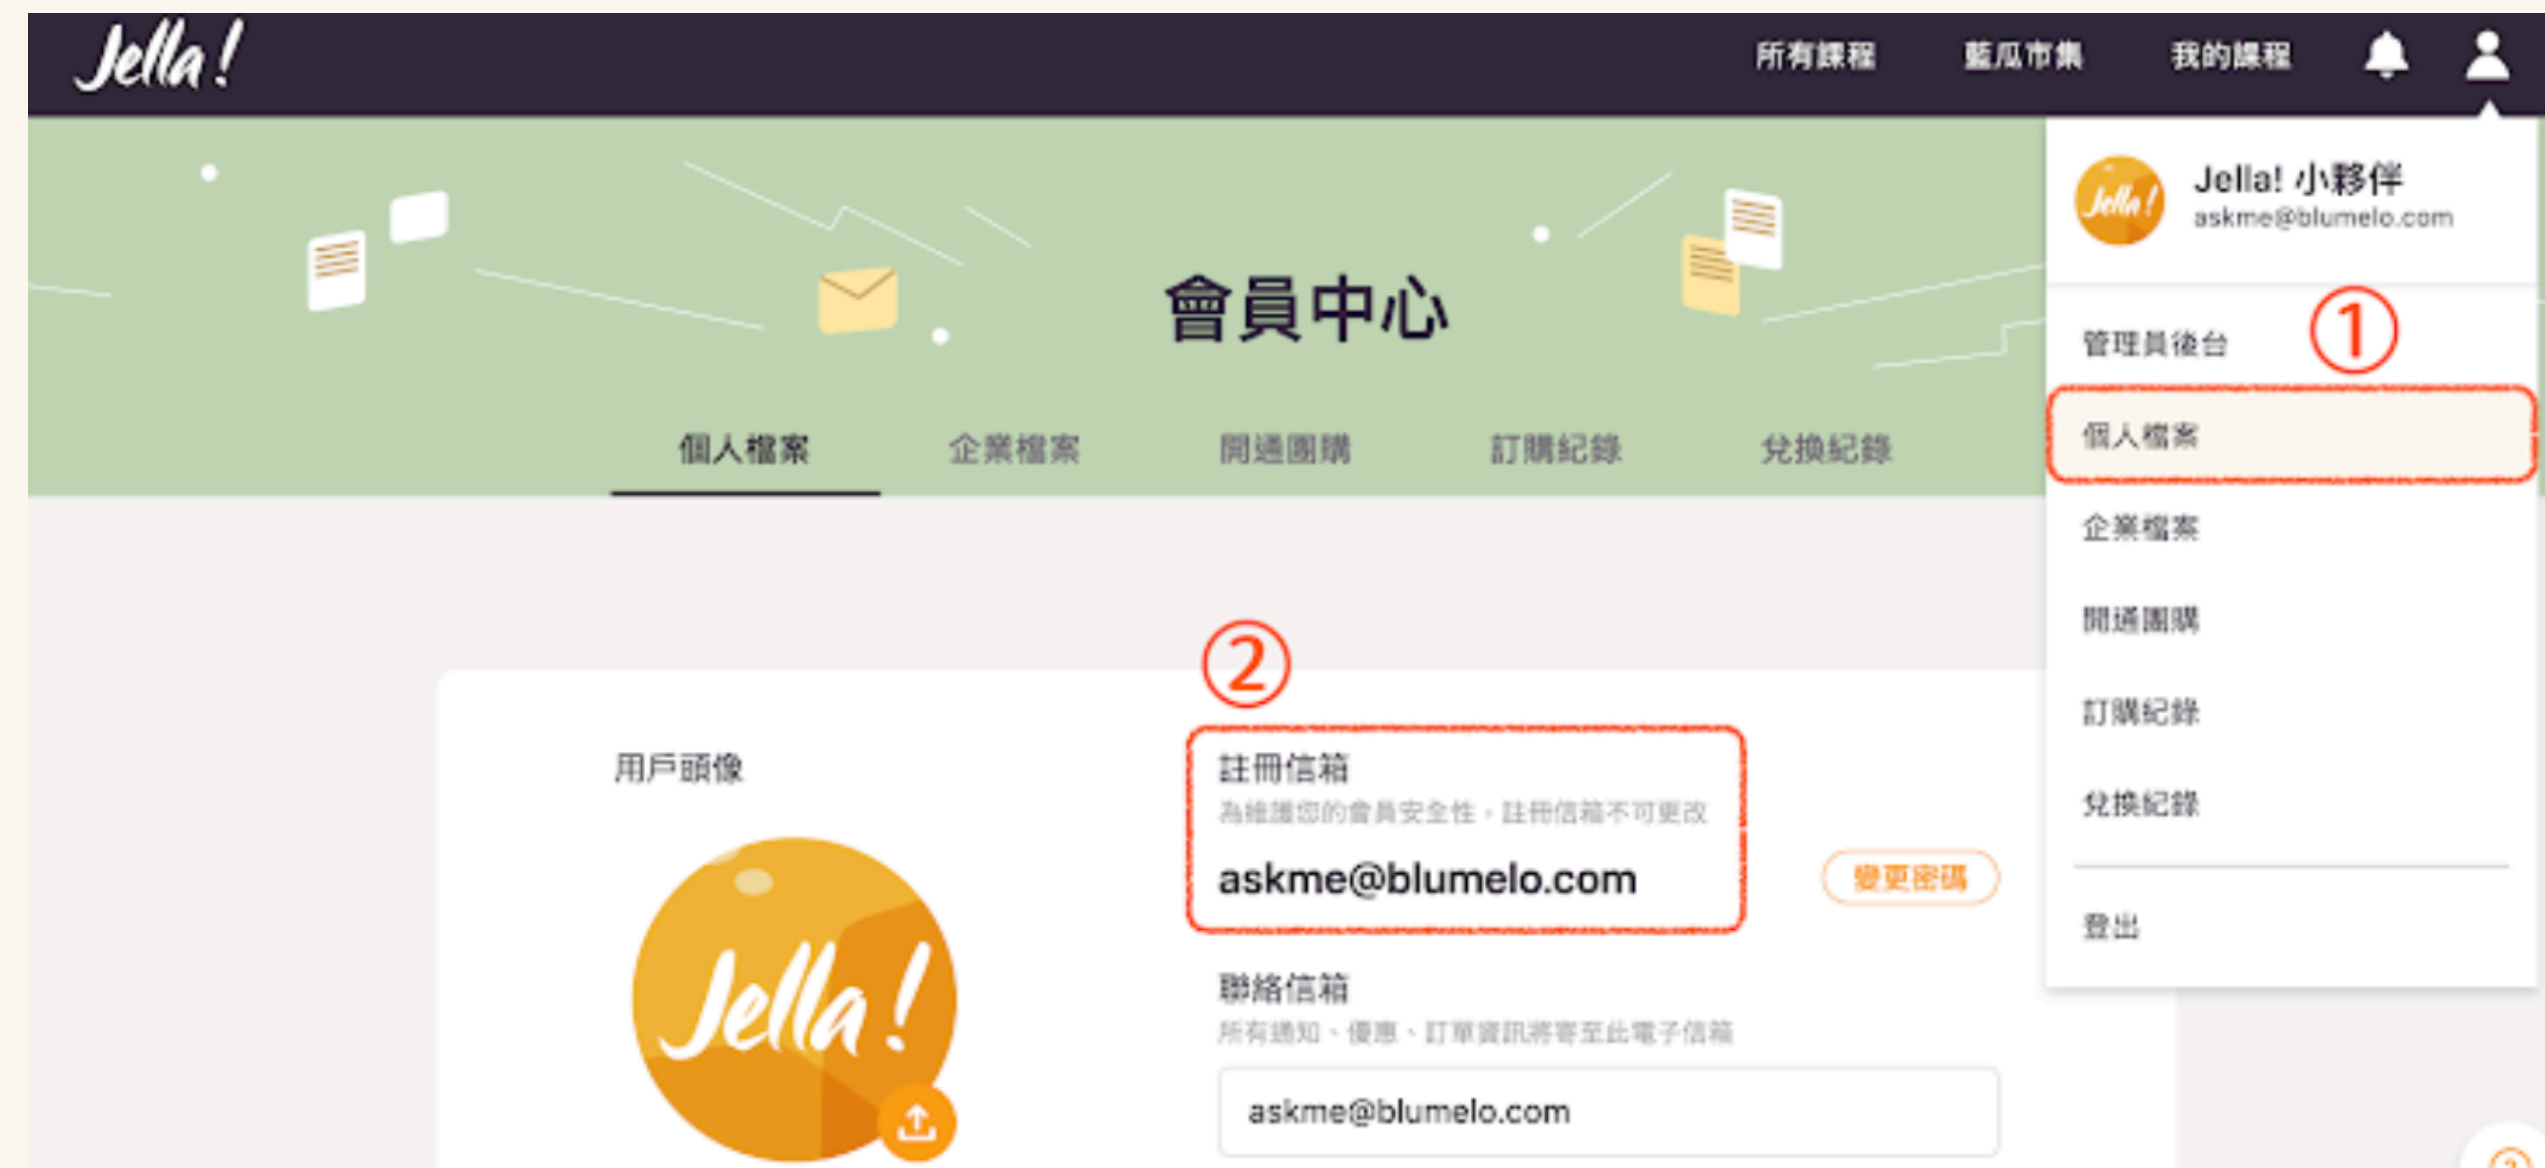 Jella!
所有課程 藍瓜市集 我的課程
Jella! 小夥伴
askme@blumelo.com
會員中心
管理員後台
①
個人檔案
企業檔案
開通團購
訂購紀錄
兌換紀錄
登出
個人檔案 企業檔案 開通團購 訂購紀錄 兌換紀錄
②
用戶頭像
Jella!
註冊信箱
為維護您的會員安全性，註冊信箱不可更改
askme@blumelo.com
變更密碼
聯絡信箱
所有通知、優惠、訂單資訊將寄至此電子信箱
askme@blumelo.com